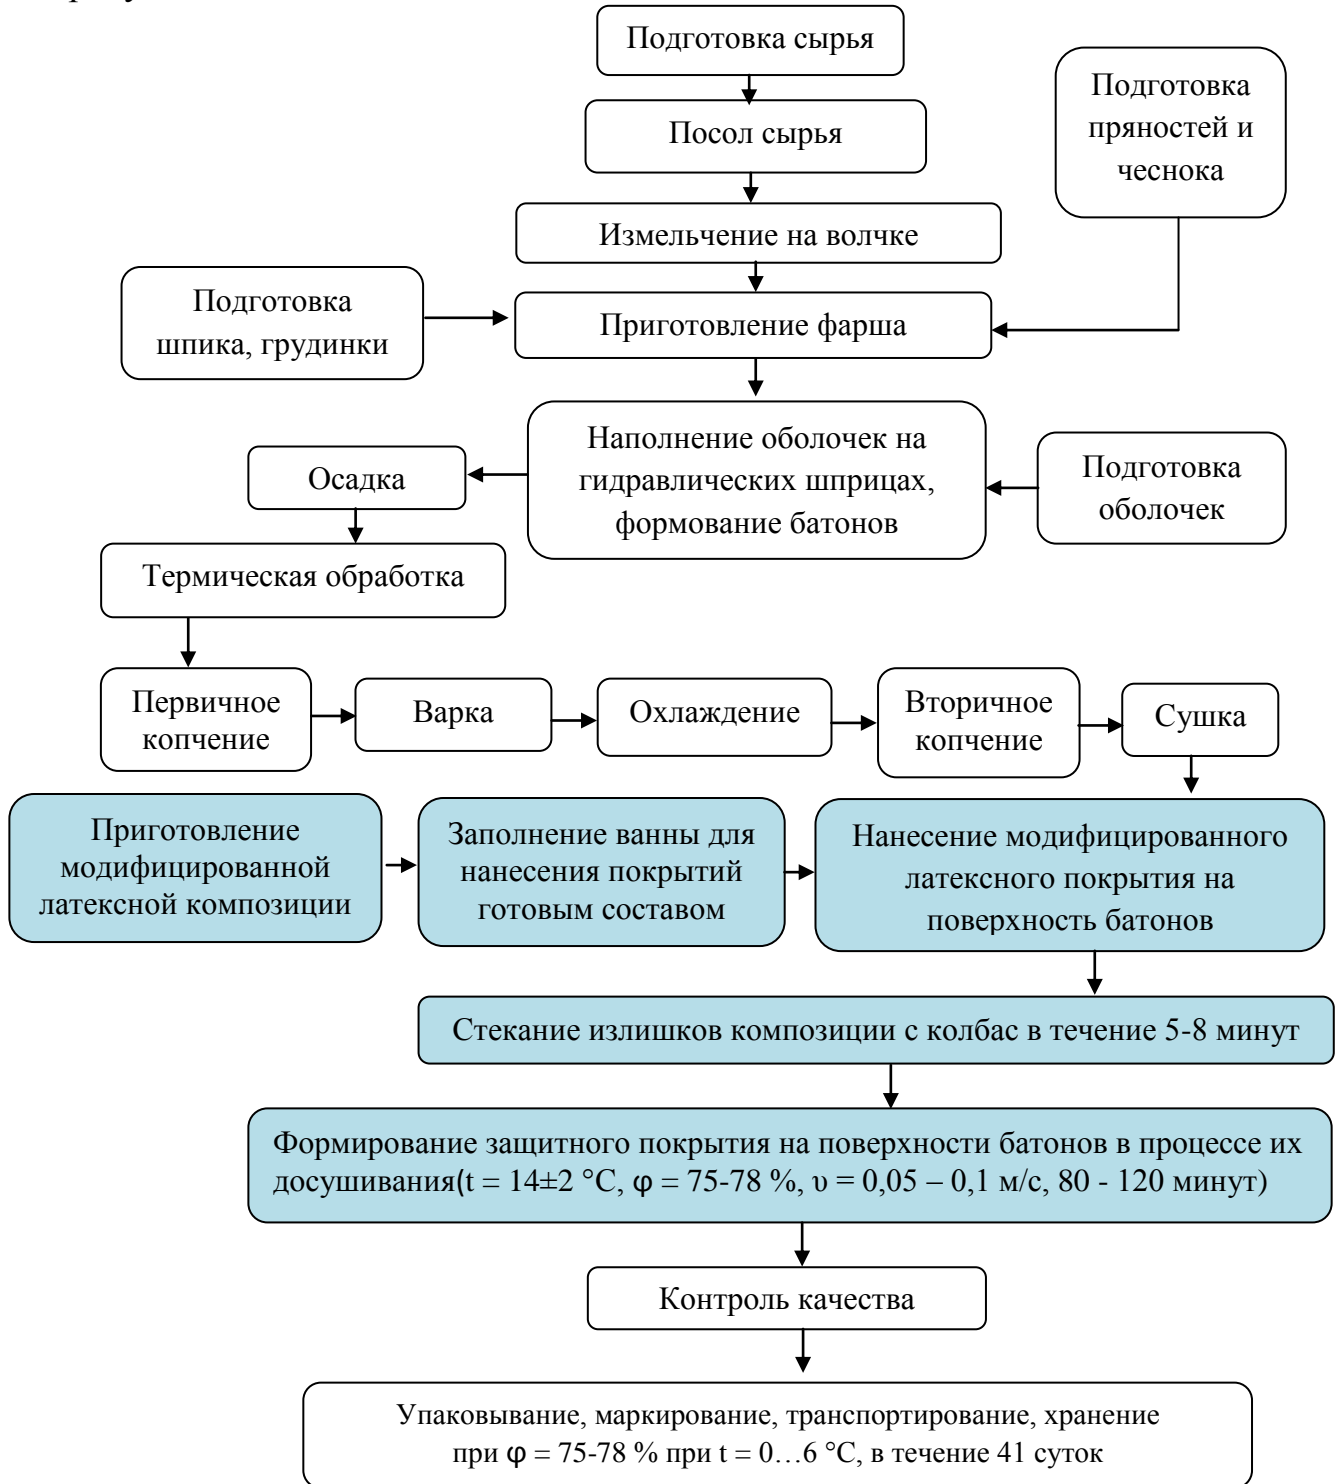 Подготовка сырья
Подготовка
пряностей и
чеснока
Посол сырья
Измельчение на волчке
Подготовка
шпика, грудинки
Приготовление фарша
Наполнение оболочек на
гидравлических шприцах,
формование батонов
Осадка
Подготовка
оболочек
Термическая обработка
Первичное
копчение
Варка
Охлаждение
Вторичное
копчение
Сушка
Приготовление
модифицированной
латексной композиции
Заполнение ванны для
нанесения покрытий
готовым составом
Нанесение модифицированного
латексного покрытия на
поверхность батонов
Стекание излишков композиции с колбас в течение 5-8 минут
Формирование защитного покрытия на поверхности батонов в процессе их
досушивания(t = 14±2 °C, φ = 75-78 %, υ = 0,05 – 0,1 м/с, 80 - 120 минут)
Контроль качества
Упаковывание, маркирование, транспортирование, хранение
при φ = 75-78 % при t = 0…6 °C, в течение 41 суток